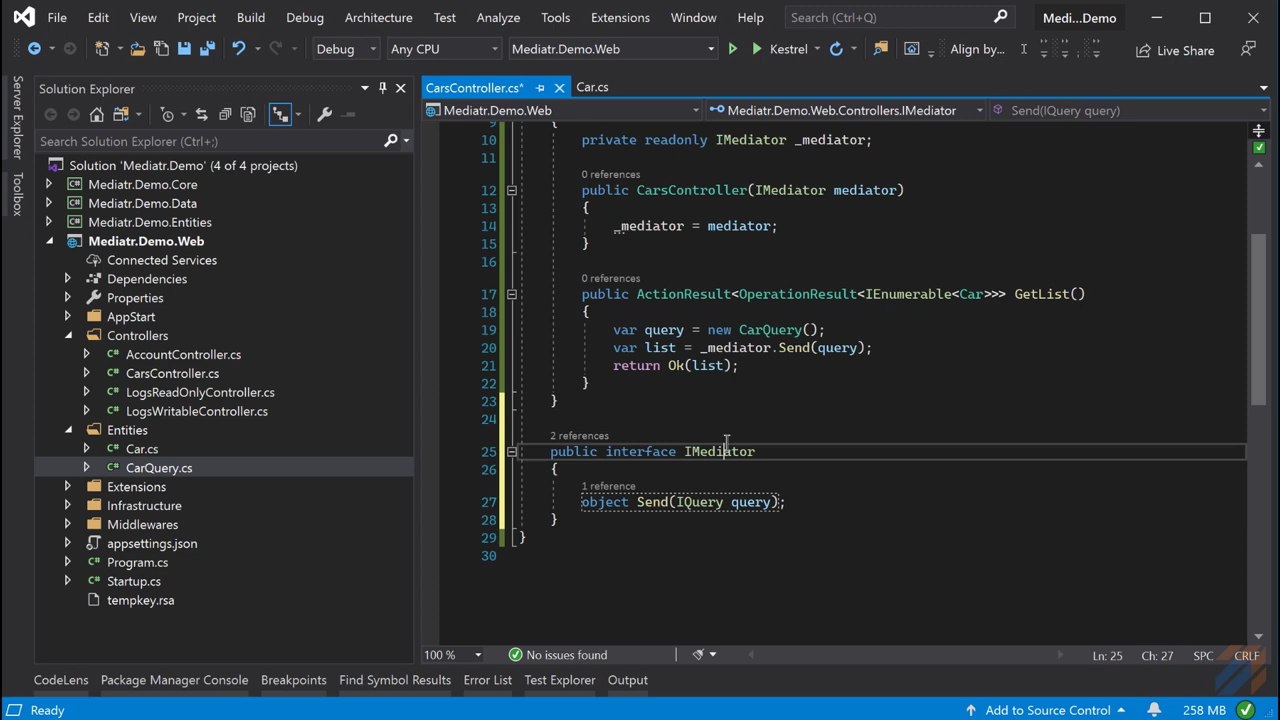 File Edit View Project Build Debug Architecture Test Analyze Tools Extensions Window Help Search (Ctrl+Q) Medi...Demo
Debug Any CPU Mediatr.Demo.Web Kestrel Align by... Live Share
Server Explorer
Toolbox
Solution Explorer
Search Solution Explorer (Ctrl+;)
Solution 'Mediatr.Demo' (4 of 4 projects)
Mediatr.Demo.Core
Mediatr.Demo.Data
Mediatr.Demo.Entities
Mediatr.Demo.Web
Connected Services
Dependencies
Properties
AppStart
Controllers
C# AccountController.cs
C# CarsController.cs
C# LogsReadOnlyController.cs
C# LogsWritableController.cs
Entities
C# Car.cs
C# CarQuery.cs
Extensions
Infrastructure
Middlewares
appsettings.json
C# Program.cs
C# Startup.cs
tempkey.rsa
CarsController.cs* Car.cs
Mediatr.Demo.Web Mediatr.Demo.Web.Controllers.IMediator Send(IQuery query)
9 {
10 private readonly IMediator _mediator;
11
0 references
12 public CarsController(IMediator mediator)
13 {
14 _mediator = mediator;
15 }
16
0 references
17 public ActionResult<OperationResult<IEnumerable<Car>>> GetList()
18 {
19 var query = new CarQuery();
20 var list = _mediator.Send(query);
21 return Ok(list);
22 }
23 }
24
2 references
25 public interface IMediator
26 {
1 reference
27 object Send(IQuery query);
28 }
29 }
30
100 % No issues found Ln: 25 Ch: 27 SPC CRLF
CodeLens Package Manager Console Breakpoints Find Symbol Results Error List Test Explorer Output
Ready Add to Source Control 258 MB